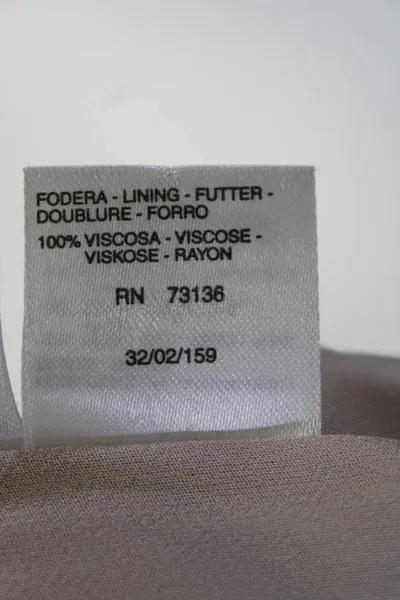 FODERA - LINING - FUTTER -
DOUBLURE - FORRO
100% VISCOSA - VISCOSE -
VISKOSE - RAYON
RN 73136
32/02/159